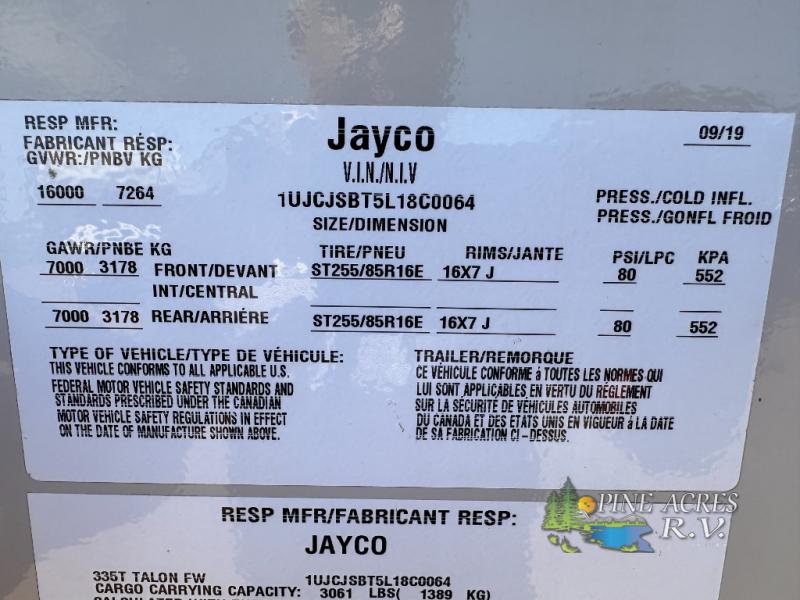 RESP MFR:
FABRICANT RÉSP:
GVWR:/PNBV KG
16000 7264
Jayco
V.I.N./N.I.V
1UJCJSBT5L18C0064
09/19
SIZE/DIMENSION
PRESS./COLD INFL.
PRESS./GONFL FROID
GAWR/PNBE KG TIRE/PNEU RIMS/JANTE PSI/LPC KPA
7000 3178 FRONT/DEVANT ST255/85R16E 16X7 J 80 552
INT/CENTRAL
7000 3178 REAR/ARRIÉRE ST255/85R16E 16X7 J 80 552
TYPE OF VEHICLE/TYPE DE VÉHICULE:
THIS VEHICLE CONFORMS TO ALL APPLICABLE U.S.
FEDERAL MOTOR VEHICLE SAFETY STANDARDS AND
STANDARDS PRESCRIBED UNDER THE CANADIAN
MOTOR VEHICLE SAFETY REGULATIONS IN EFFECT
ON THE DATE OF MANUFACTURE SHOWN ABOVE.
TRAILER/REMORQUE
CE VÉHICULE CONFORME à TOUTES LES NORMES QUI
LUI SONT APPLICABLES EN VERTU DU RÉGLEMENT
SUR LA SÉCURITÉ DE VÉHICULES AUTOMOBILES
DU CANADA ET DES ÉTATS UNIS EN VIGUEUR à LA DATE
DE SA FABRICATION CI-DESSUS.
PINE ACRES
R.V.
RESP MFR/FABRICANT RESP:
JAYCO
335T TALON FW 1UJCJSBT5L18C0064
CARGO CARRYING CAPACITY: 3061 LBS( 1389 KG)